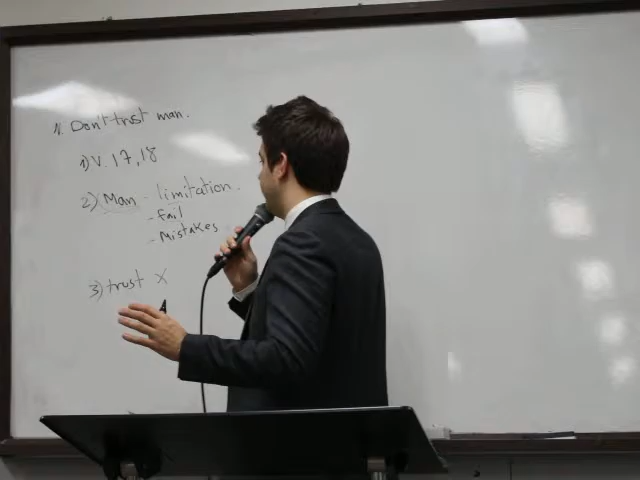 1. Don't trust man.
1) V. 17, 18
2) Man - limitation.
- fail
- Mistakes
3) trust X